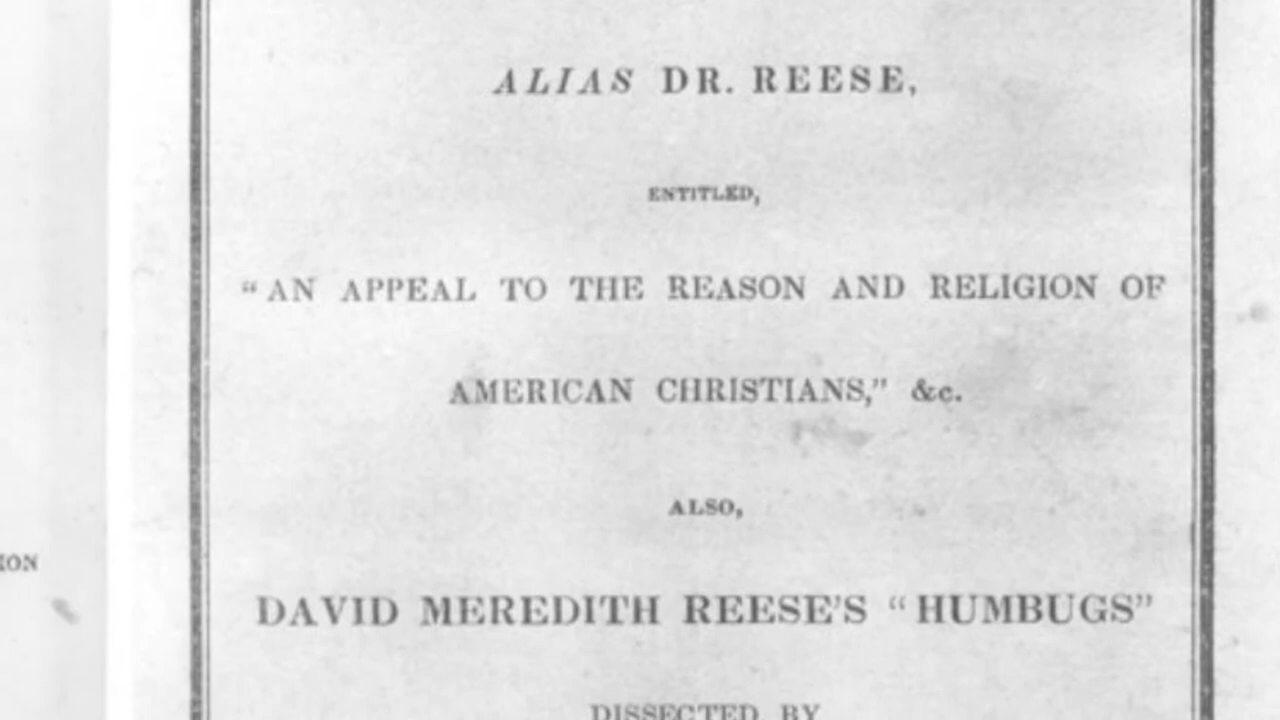 ALIAS DR. REESE,
ENTITLED,
"AN APPEAL TO THE REASON AND RELIGION OF
AMERICAN CHRISTIANS," &c.
ALSO,
ION
DAVID MEREDITH REESE'S "HUMBUGS"
DISSECTED BY